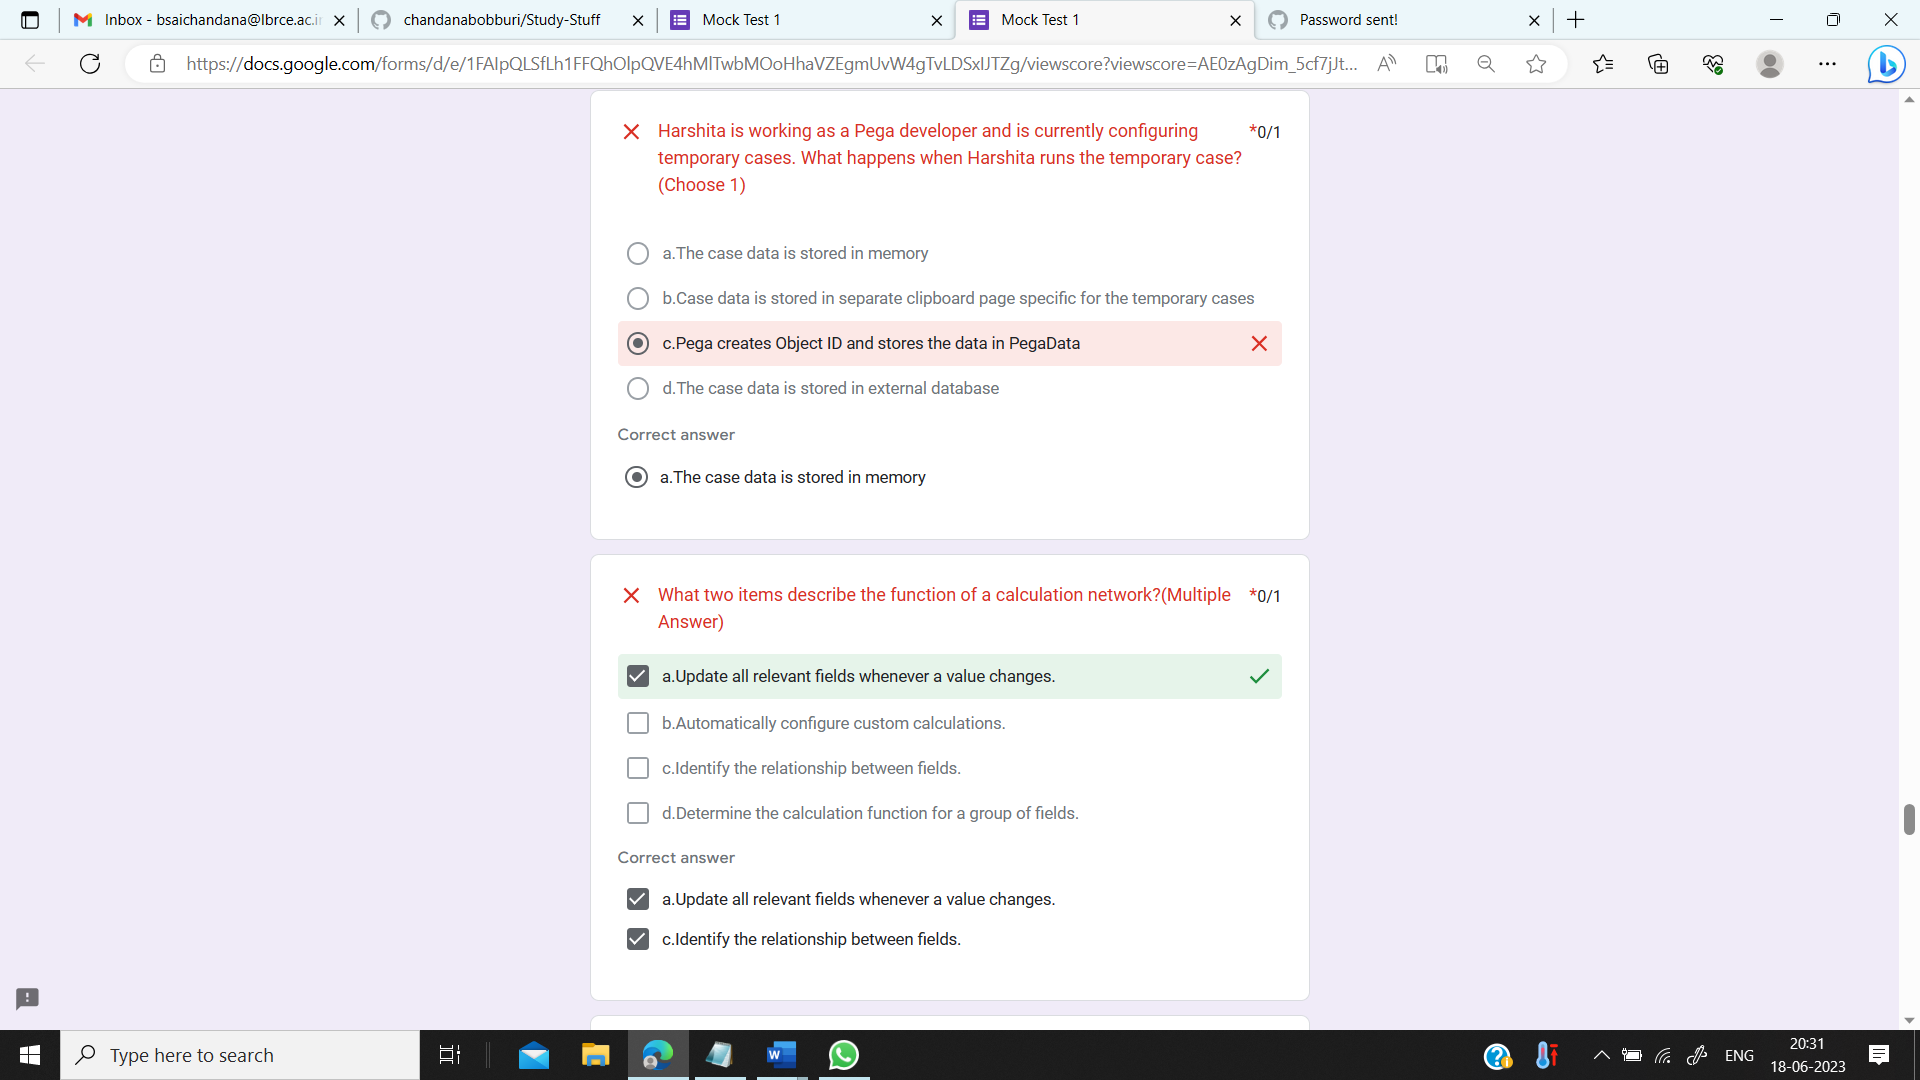 Inbox - bsaichandana@lbrce.ac.i
chandanabobburi/Study-Stuff
Mock Test 1
Mock Test 1
Password sent!
https://docs.google.com/forms/d/e/1FAIpQLSfLh1FFQhOlpQVE4hMlTwbMOoHhaVZEgmUvW4gTvLDSxIJTZg/viewscore?viewscore=AE0zAgDim_5cf7jJt...
Harshita is working as a Pega developer and is currently configuring *0/1
temporary cases. What happens when Harshita runs the temporary case?
(Choose 1)
a.The case data is stored in memory
b.Case data is stored in separate clipboard page specific for the temporary cases
c.Pega creates Object ID and stores the data in PegaData
d.The case data is stored in external database
Correct answer
a.The case data is stored in memory
What two items describe the function of a calculation network?(Multiple *0/1
Answer)
a.Update all relevant fields whenever a value changes.
b.Automatically configure custom calculations.
c.Identify the relationship between fields.
d.Determine the calculation function for a group of fields.
Correct answer
a.Update all relevant fields whenever a value changes.
c.Identify the relationship between fields.
Type here to search
ENG
20:31
18-06-2023